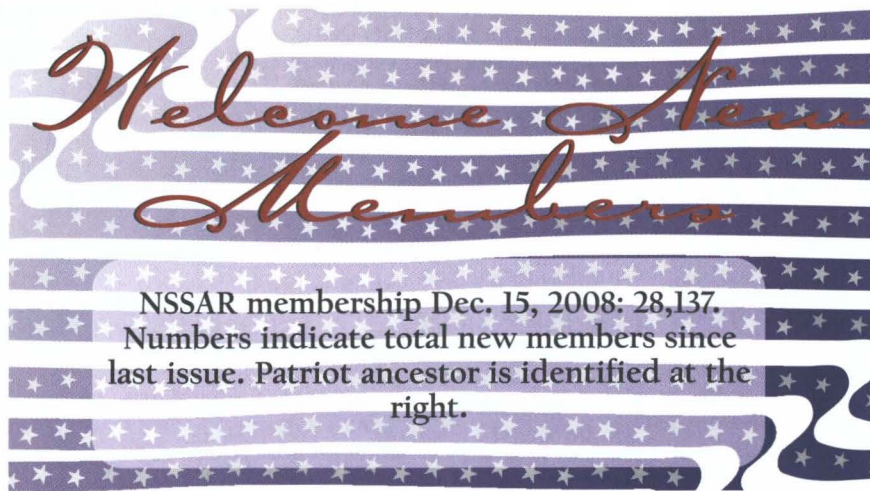 Welcome New
Members
NSSAR membership Dec. 15, 2008: 28,137.
Numbers indicate total new members since
last issue. Patriot ancestor is identified at the
right.